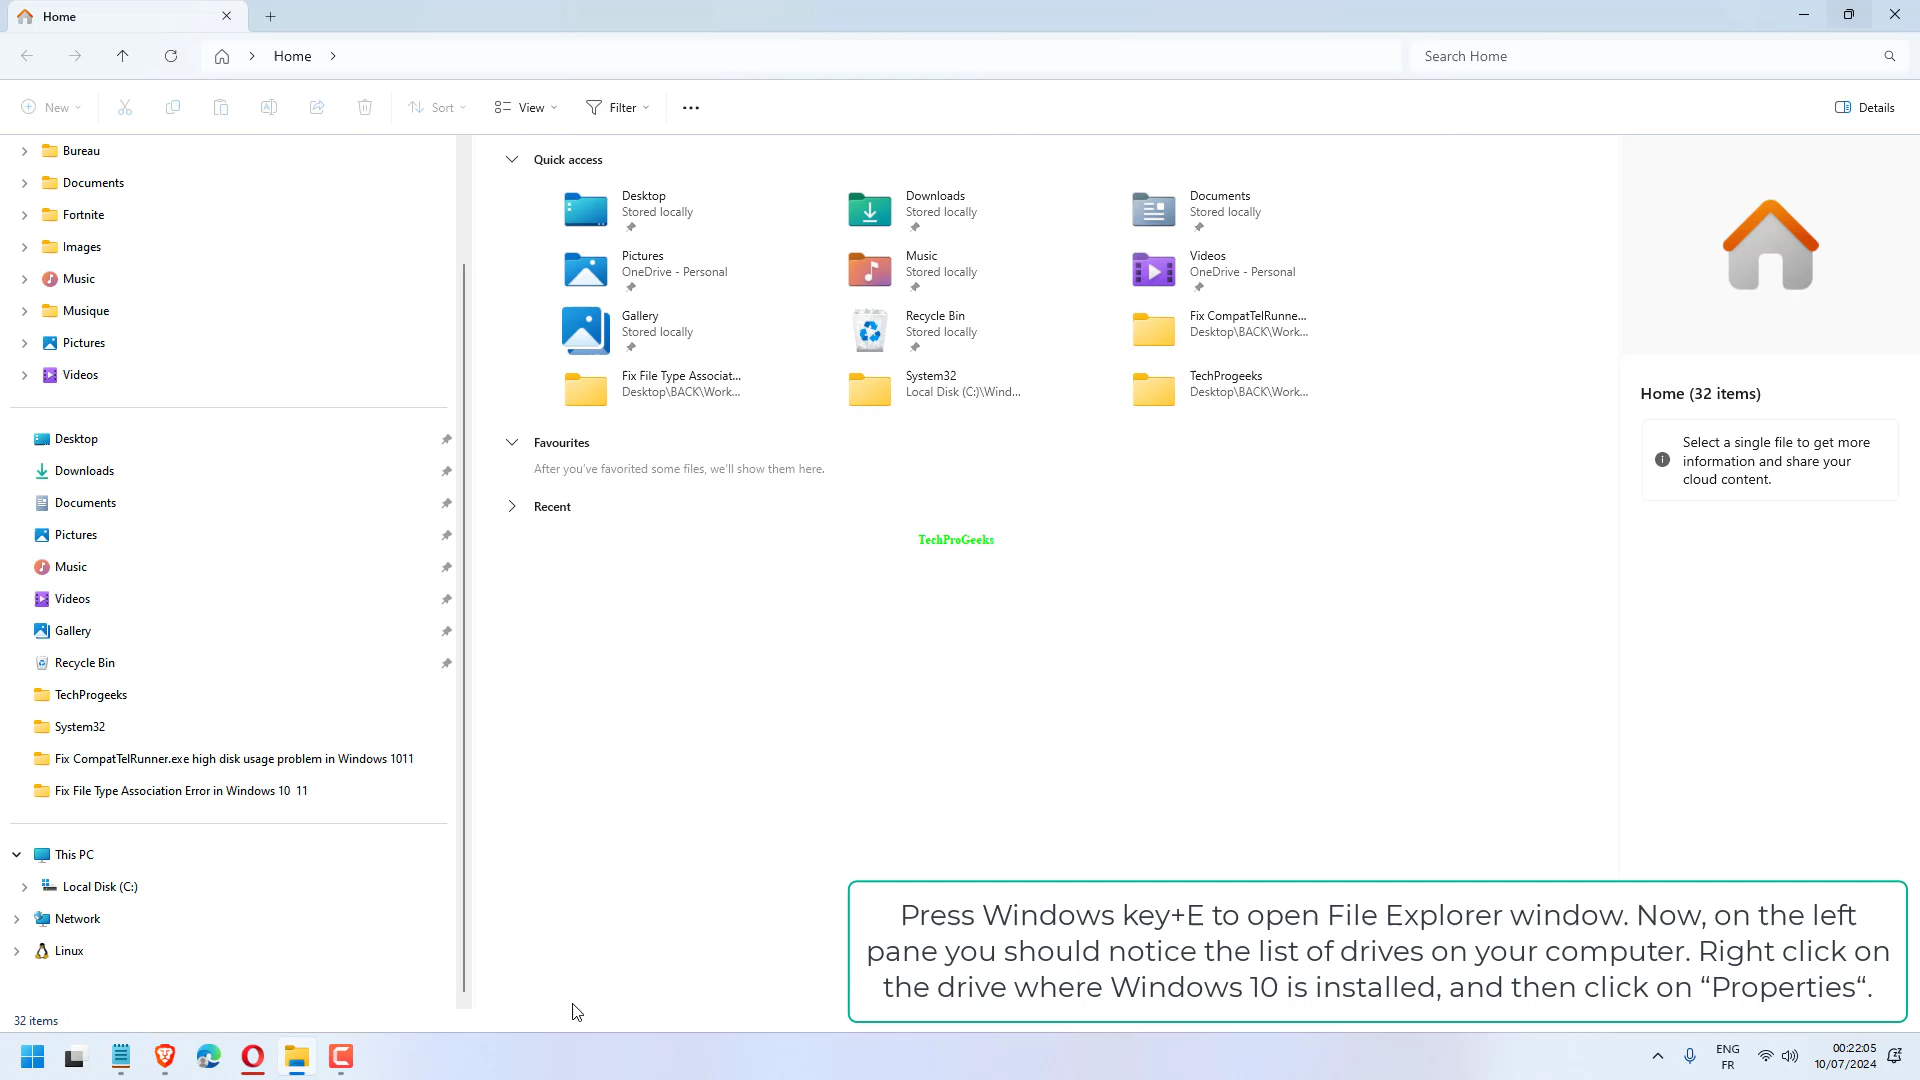 Home
Home
Search Home
New
Sort
View
Filter
Details
Bureau
Documents
Fortnite
Images
Music
Musique
Pictures
Videos
Desktop
Downloads
Documents
Pictures
Music
Videos
Gallery
Recycle Bin
TechProgeeks
System32
Fix CompatTelRunner.exe high disk usage problem in Windows 1011
Fix File Type Association Error in Windows 10  11
This PC
Local Disk (C:)
Network
Linux
32 items
Quick access
Desktop
Stored locally
Downloads
Stored locally
Documents
Stored locally
Pictures
OneDrive - Personal
Music
Stored locally
Videos
OneDrive - Personal
Gallery
Stored locally
Recycle Bin
Stored locally
Fix CompatTelRunne...
Desktop\BACK\Work...
Fix File Type Associat...
Desktop\BACK\Work...
System32
Local Disk (C:)\Wind...
TechProgeeks
Desktop\BACK\Work...
Favourites
After you've favorited some files, we'll show them here.
Recent
TechProGeeks
Home (32 items)
Select a single file to get more
information and share your
cloud content.
Press Windows key+E to open File Explorer window. Now, on the left
pane you should notice the list of drives on your computer. Right click on
the drive where Windows 10 is installed, and then click on “Properties“.
ENG
FR
00:22:05
10/07/2024